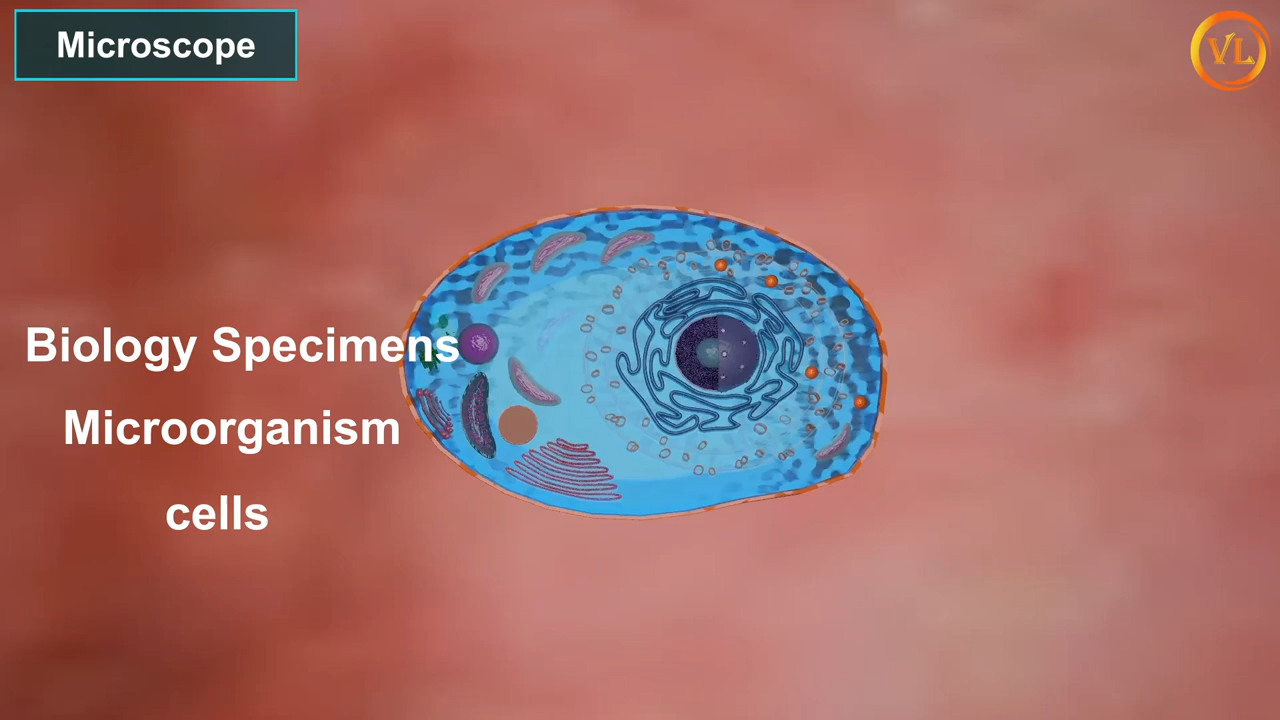 Microscope
VL
Biology Specimens
Microorganism
cells